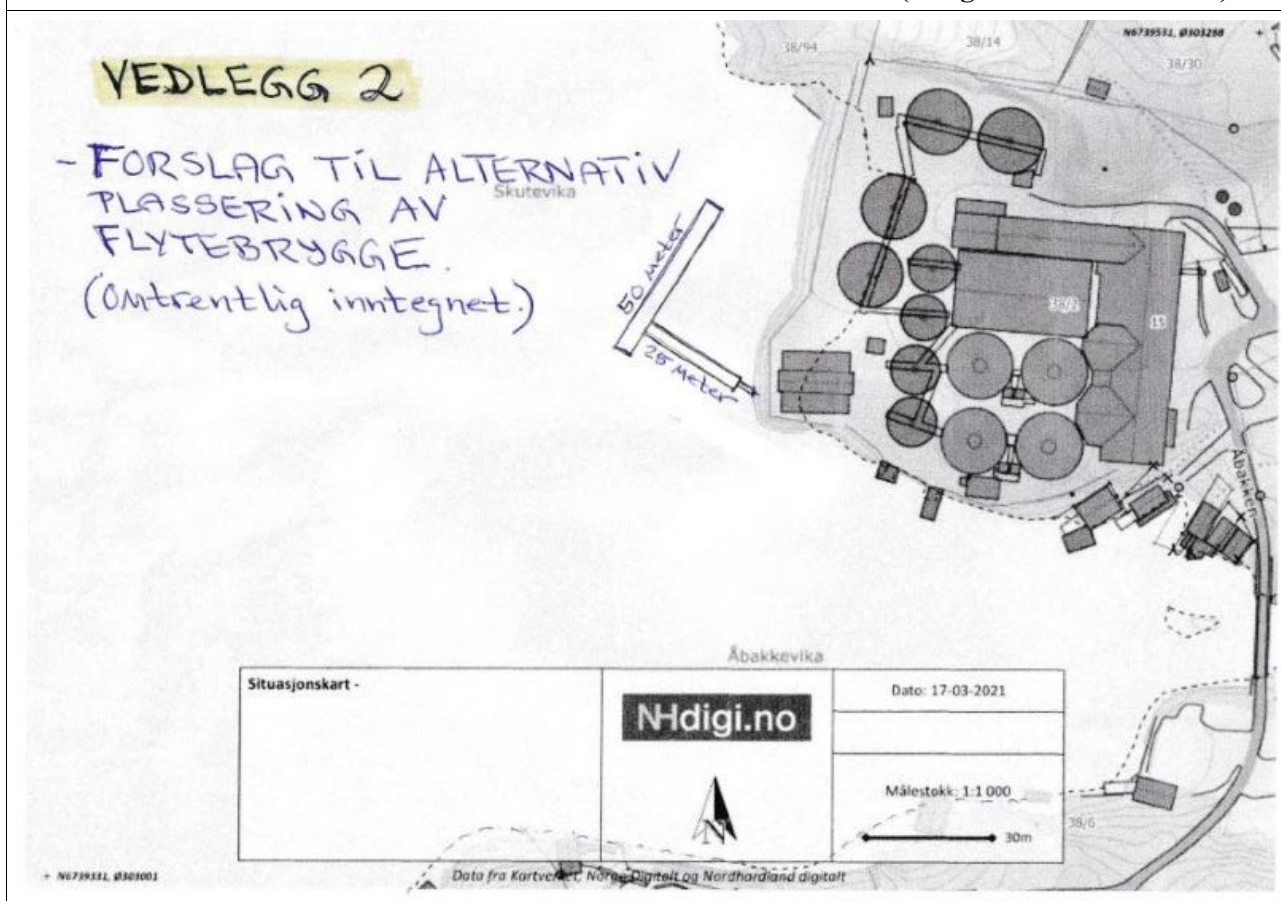 VEDLEGG 2
- FORSLAG TIL ALTERNATIV
PLASSERING AV
FLYTEBRYGGE.
(Omtrentlig inntegnet.)
Skutevika
50 meter
25 meter
38/94
38/14
N6739531, Ø303288
38/30
38/2
15
Åbakken
Åbakkevika
Situasjonskart -
NHdigi.no
N
Dato: 17-03-2021
Målestokk: 1:1 000
30m
38/6
N6739331, Ø303001
Data fra Kartverket, Norge Digitalt og Nordhordland digitalt